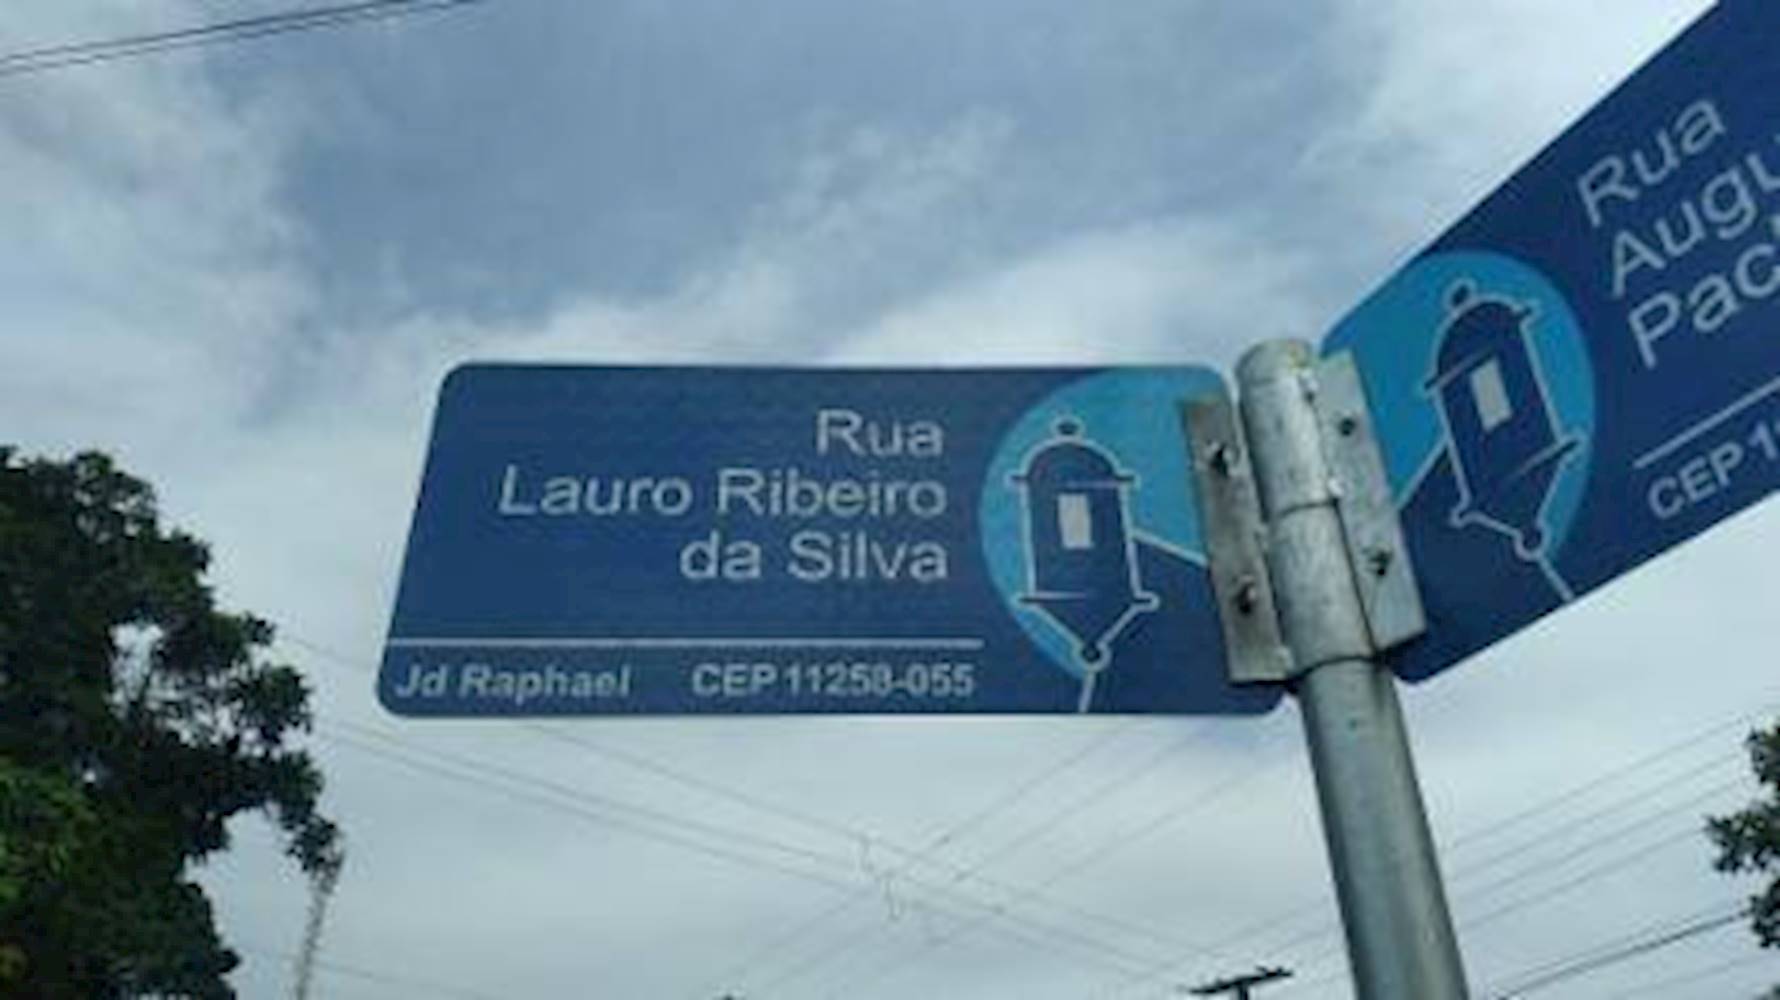 Rua
Lauro Ribeiro
da Silva
Jd Raphael CEP 11258-055
Rua
CEP